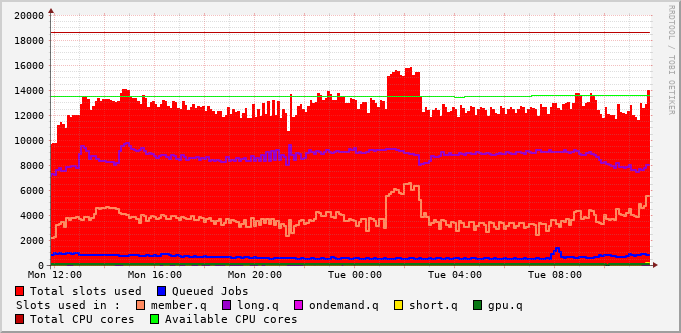 20000
18000
16000
14000
12000
10000
8000
6000
4000
2000
0
Mon 12:00 Mon 16:00 Mon 20:00 Tue 00:00 Tue 04:00 Tue 08:00
Total slots used Queued Jobs
Slots used in : member.q long.q ondemand.q short.q gpu.q
Total CPU cores Available CPU cores
RRDTOOL / TOBI OETIKER